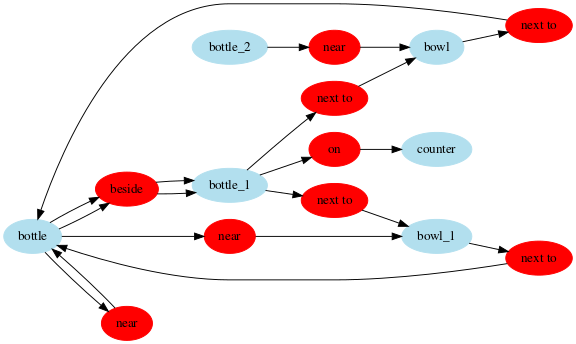 next to
bottle_2
near
bowl
next to
on
counter
beside
bottle_1
next to
bottle
near
bowl_1
next to
near